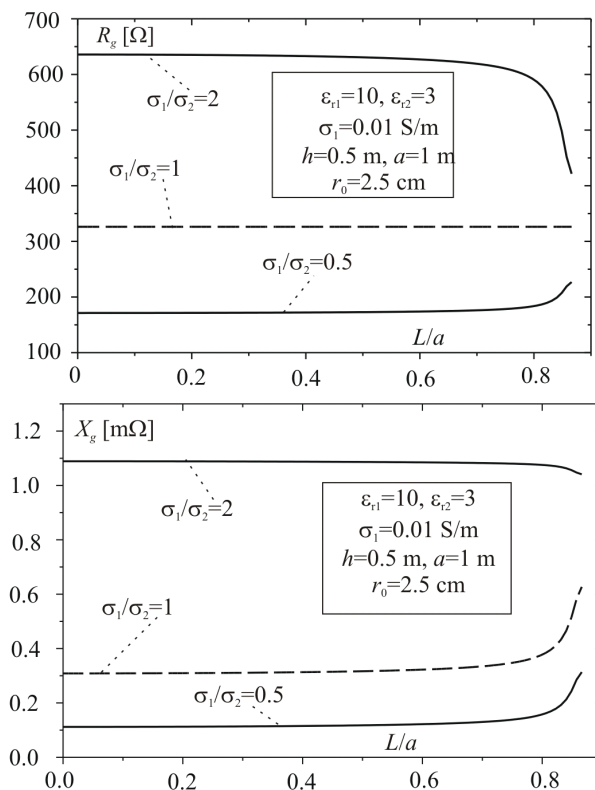 700
R_g [Ω]
600
σ₁/σ₂=2
ε_r1=10, ε_r2=3
σ₁=0.01 S/m
h=0.5 m, a=1 m
r₀=2.5 cm
500
400
σ₁/σ₂=1
300
σ₁/σ₂=0.5
200
L/a
100
0 0.2 0.4 0.6 0.8
X_g [mΩ]
1.2
1.0
σ₁/σ₂=2
ε_r1=10, ε_r2=3
σ₁=0.01 S/m
h=0.5 m, a=1 m
r₀=2.5 cm
0.8
0.6
σ₁/σ₂=1
0.4
σ₁/σ₂=0.5
0.2
L/a
0.0
0.0 0.2 0.4 0.6 0.8